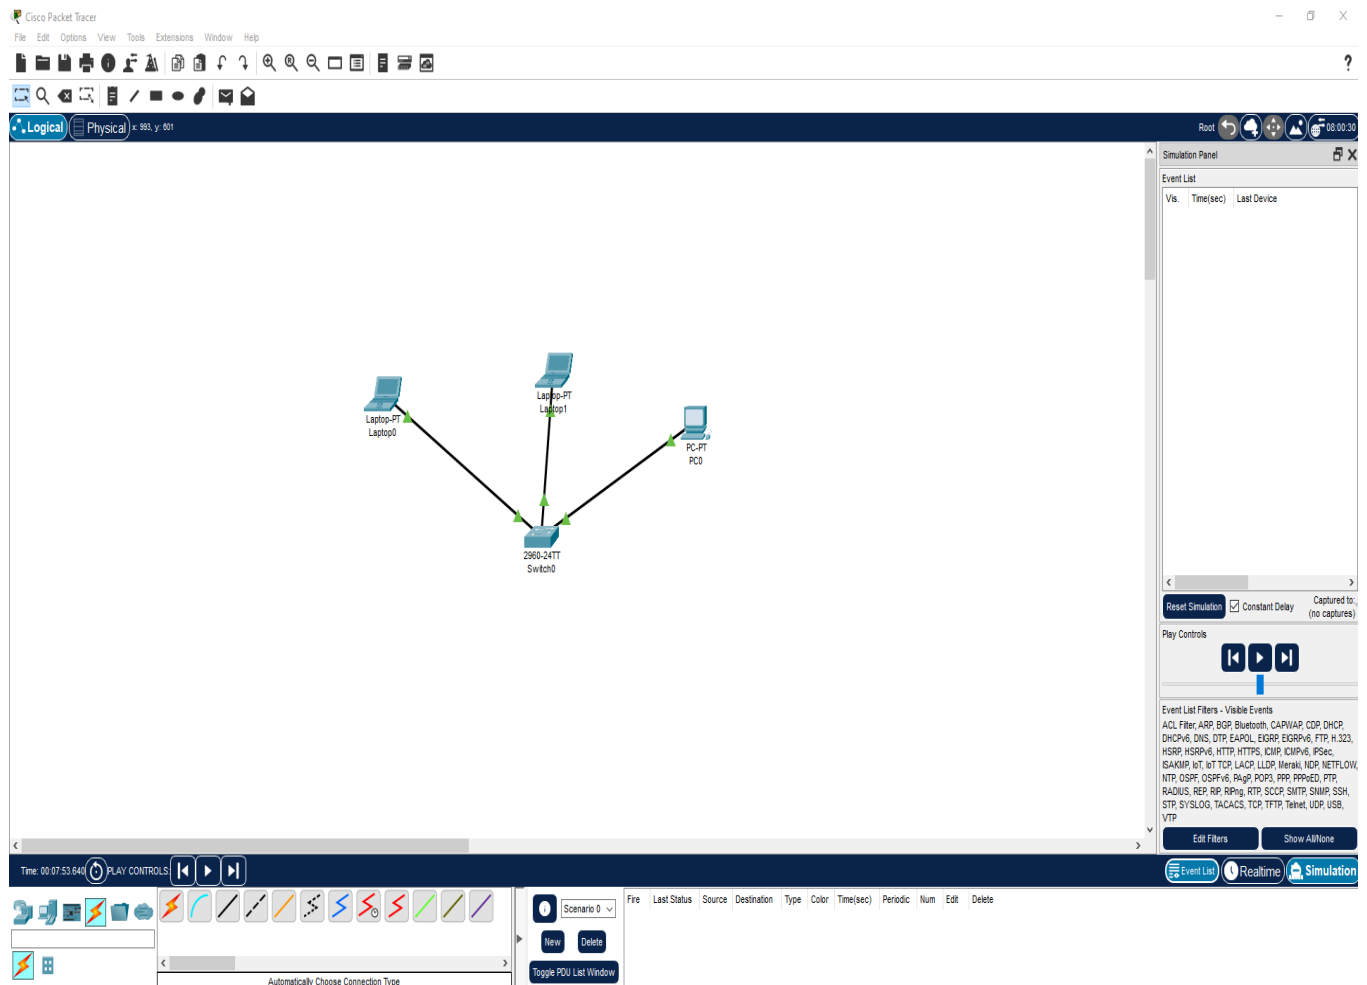 Cisco Packet Tracer
File Edit Options View Tools Extensions Window Help
?
Logical Physical x: 993, y: 601 Root 08:00:30
Simulation Panel
Event List
Vis. Time(sec) Last Device
Laptop-PT
Laptop0
Laptop-PT
Laptop1
PC-PT
PC0
2960-24TT
Switch0
Reset Simulation Constant Delay Captured to:
(no captures)
Play Controls
Event List Filters - Visible Events
ACL Filter, ARP, BGP, Bluetooth, CAPWAP, CDP, DHCP,
DHCPv6, DNS, DTP, EAPOL, EIGRP, EIGRPv6, FTP, H.323,
HSRP, HSRPv6, HTTP, HTTPS, ICMP, ICMPv6, IPSec,
ISAKMP, IoT, IoT TCP, LACP, LLDP, Meraki, NDP, NETFLOW,
NTP, OSPF, OSPFv6, PAgP, POP3, PPP, PPPoED, PTP,
RADIUS, REP, RIP, RIPng, RTP, SCCP, SMTP, SNMP, SSH,
STP, SYSLOG, TACACS, TCP, TFTP, Telnet, UDP, USB,
VTP
Edit Filters Show All/None
Time: 00:07:53.640 PLAY CONTROLS: Event List Realtime Simulation
Scenario 0 Fire Last Status Source Destination Type Color Time(sec) Periodic Num Edit Delete
New Delete
Toggle PDU List Window
Automatically Choose Connection Type